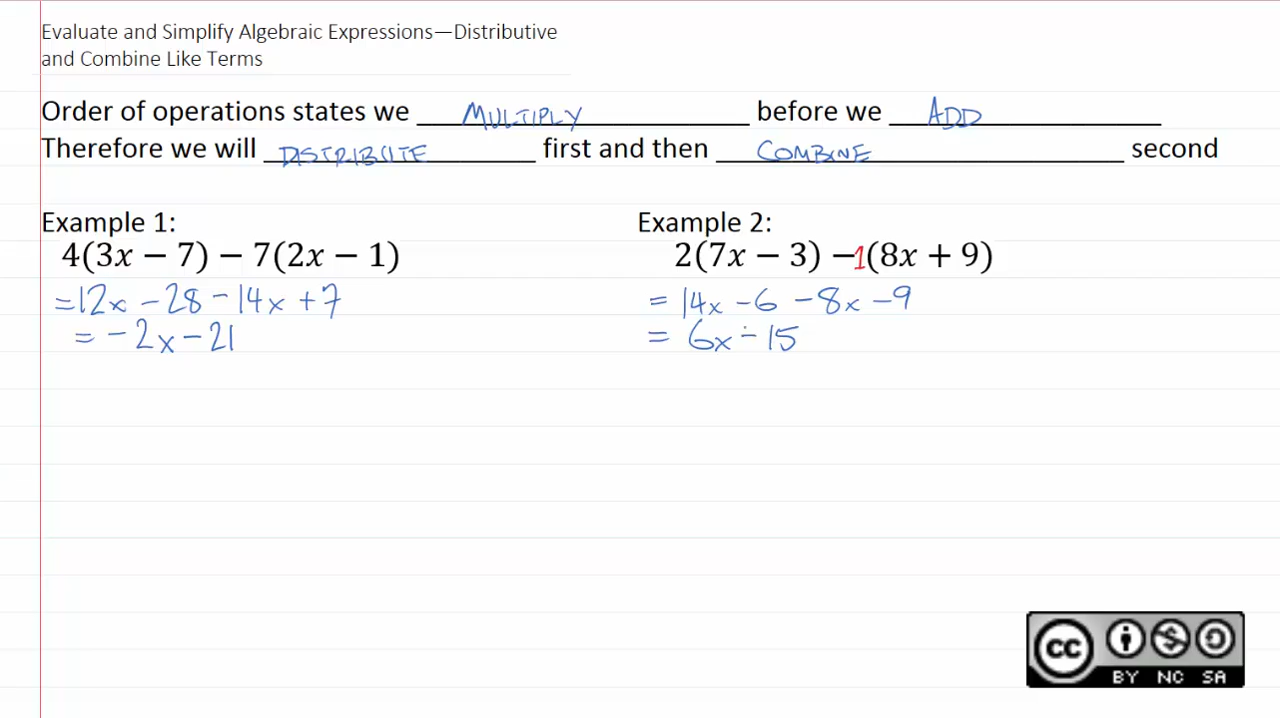 Evaluate and Simplify Algebraic Expressions—Distributive
and Combine Like Terms
Order of operations states we MULTIPLY before we ADD
Therefore we will DISTRIBUTE first and then COMBINE second
Example 1:
4(3x − 7) − 7(2x − 1)
=12x −28 −14x +7
= −2x −21
Example 2:
2(7x − 3) −1(8x + 9)
= 14x −6 −8x −9
= 6x − 15
cc BY NC SA